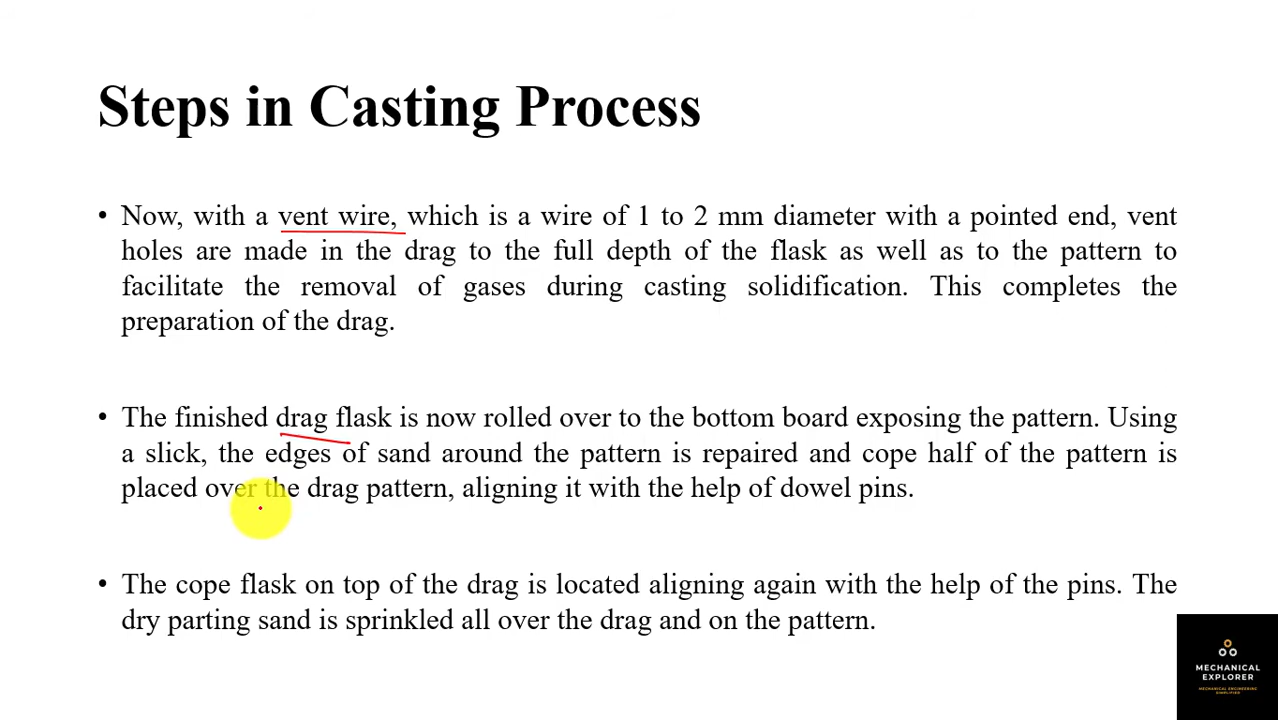 Steps in Casting Process
• Now, with a vent wire, which is a wire of 1 to 2 mm diameter with a pointed end, vent
holes are made in the drag to the full depth of the flask as well as to the pattern to
facilitate the removal of gases during casting solidification. This completes the
preparation of the drag.
• The finished drag flask is now rolled over to the bottom board exposing the pattern. Using
a slick, the edges of sand around the pattern is repaired and cope half of the pattern is
placed over the drag pattern, aligning it with the help of dowel pins.
• The cope flask on top of the drag is located aligning again with the help of the pins. The
dry parting sand is sprinkled all over the drag and on the pattern.
MECHANICAL
EXPLORER
MECHANICAL ENGINEERING
SIMPLIFIED